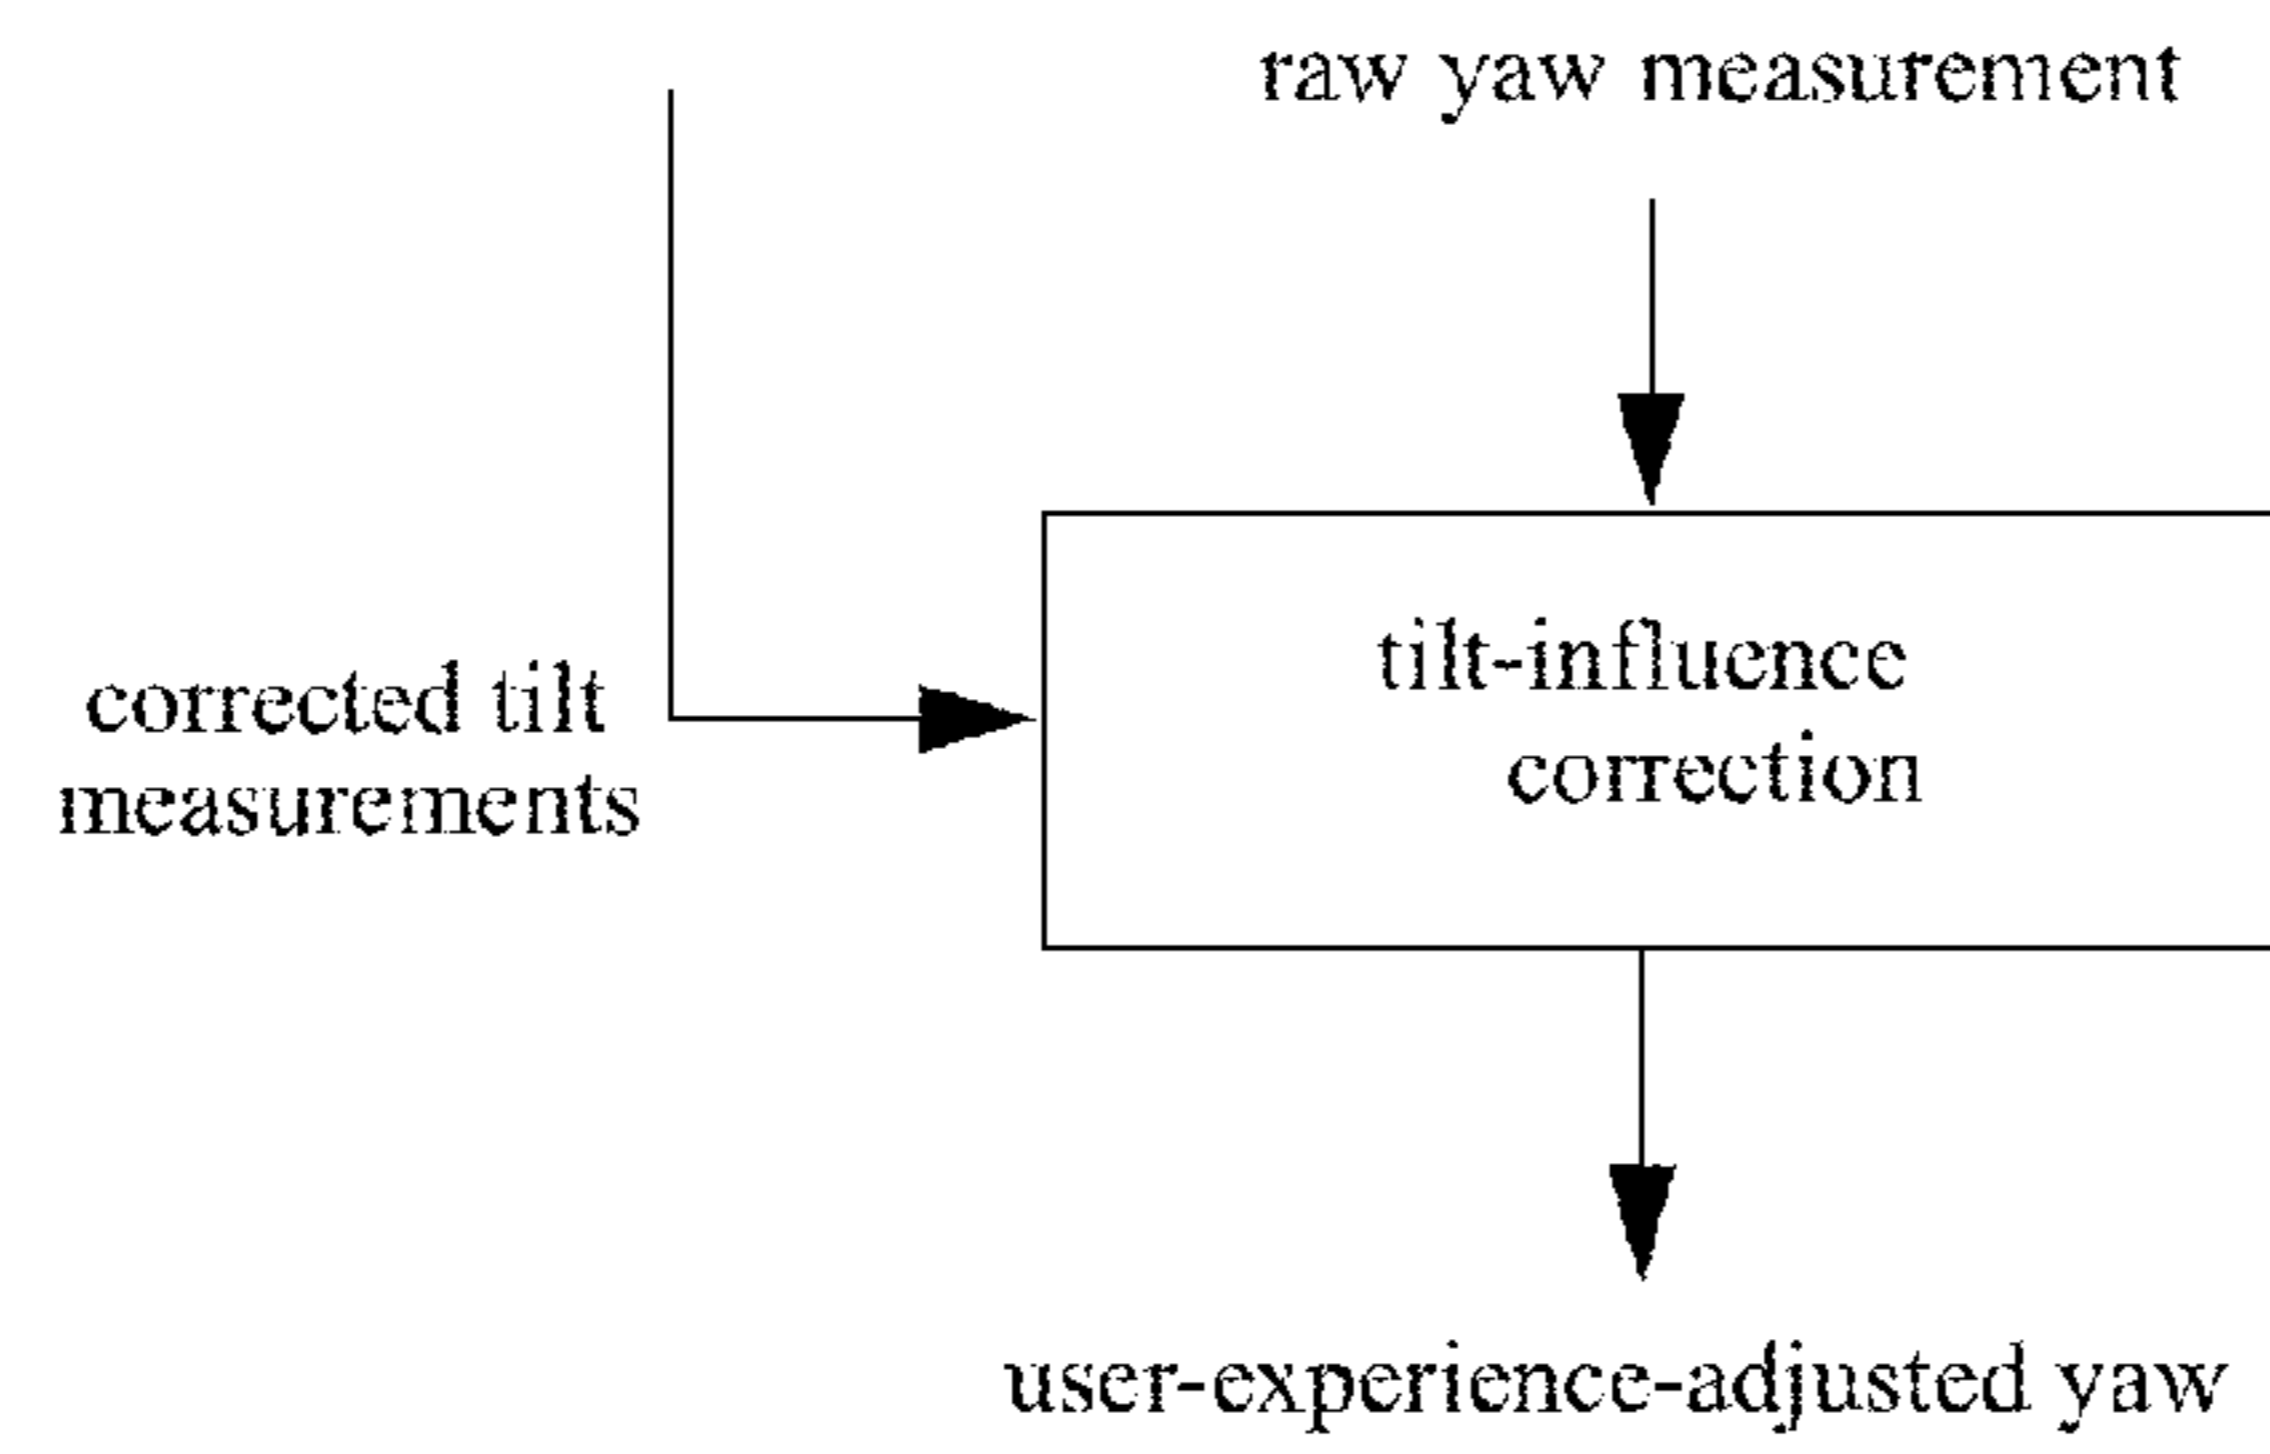 raw yaw measurement
tilt-influence
correction
corrected tilt
measurements
user-experience-adjusted yaw